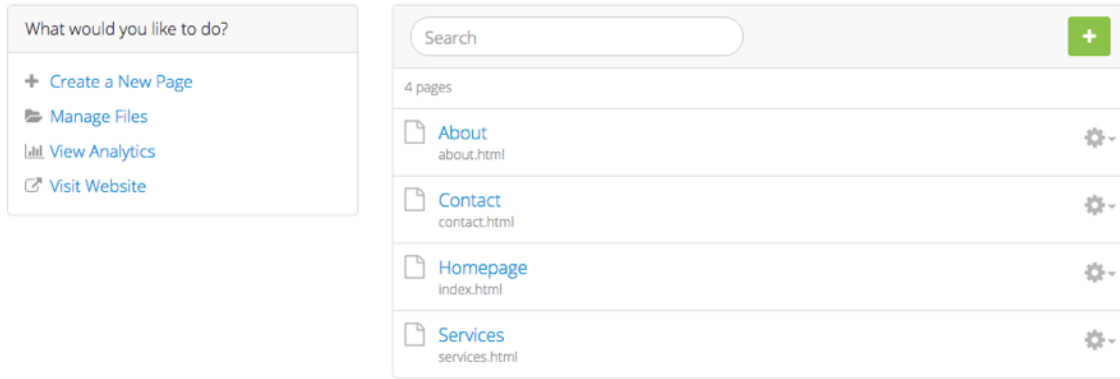 What would you like to do?
Create a New Page
Manage Files
View Analytics
Visit Website
Search
4 pages
About
about.html
Contact
contact.html
Homepage
index.html
Services
services.html